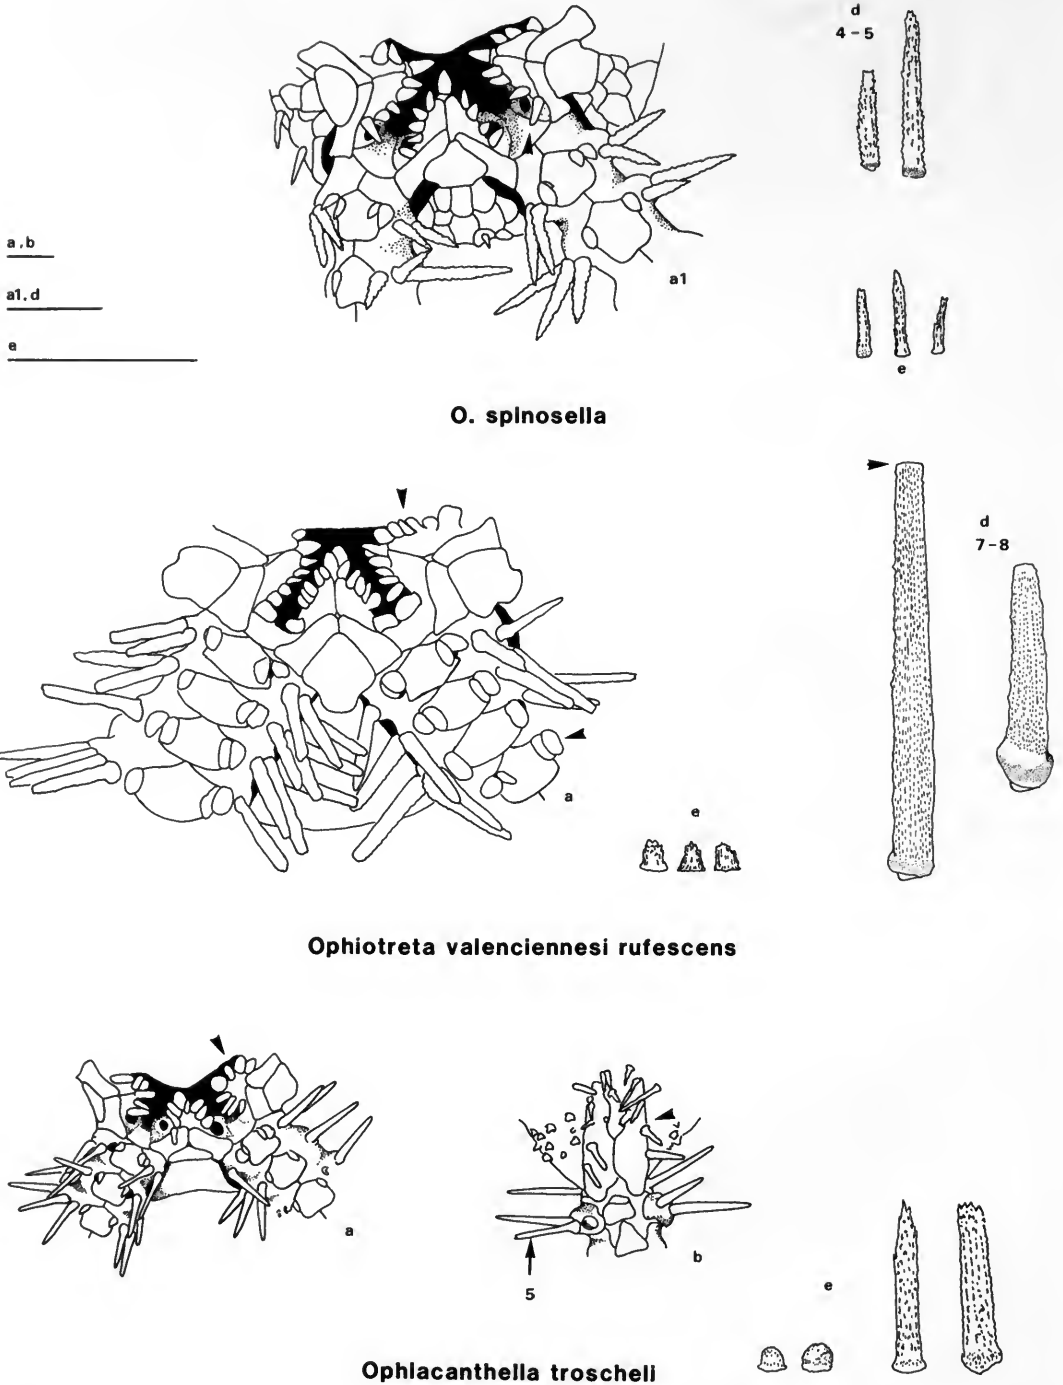 d
4-5
a.b
a1.d
e
a1
e
O. spinosella
d
7-8
a
e
Ophiotreta valenciennesi rufescens
a
b
5
e
Ophiacanthella troscheli